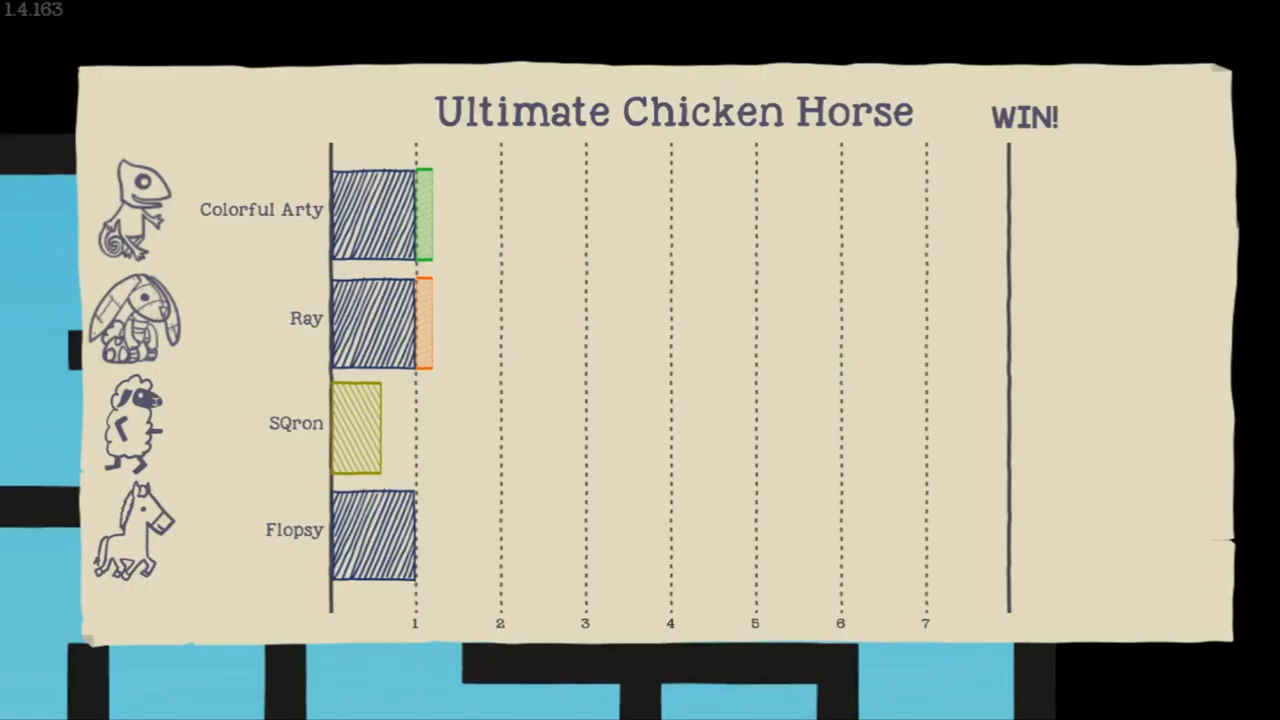 1.4.163
Ultimate Chicken Horse
WIN!
Colorful Arty
Ray
SQron
Flopsy
1 2 3 4 5 6 7